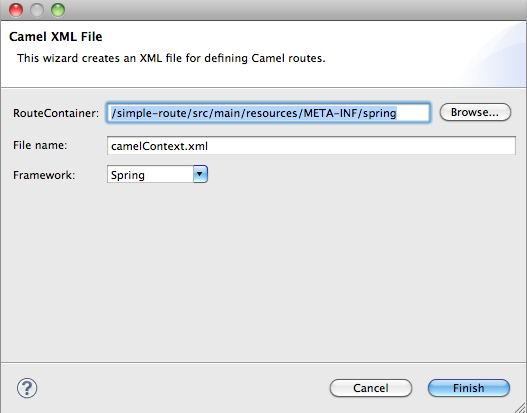 Camel XML File
This wizard creates an XML file for defining Camel routes.
RouteContainer: /simple-route/src/main/resources/META-INF/spring Browse...
File name: camelContext.xml
Framework: Spring
? Cancel Finish